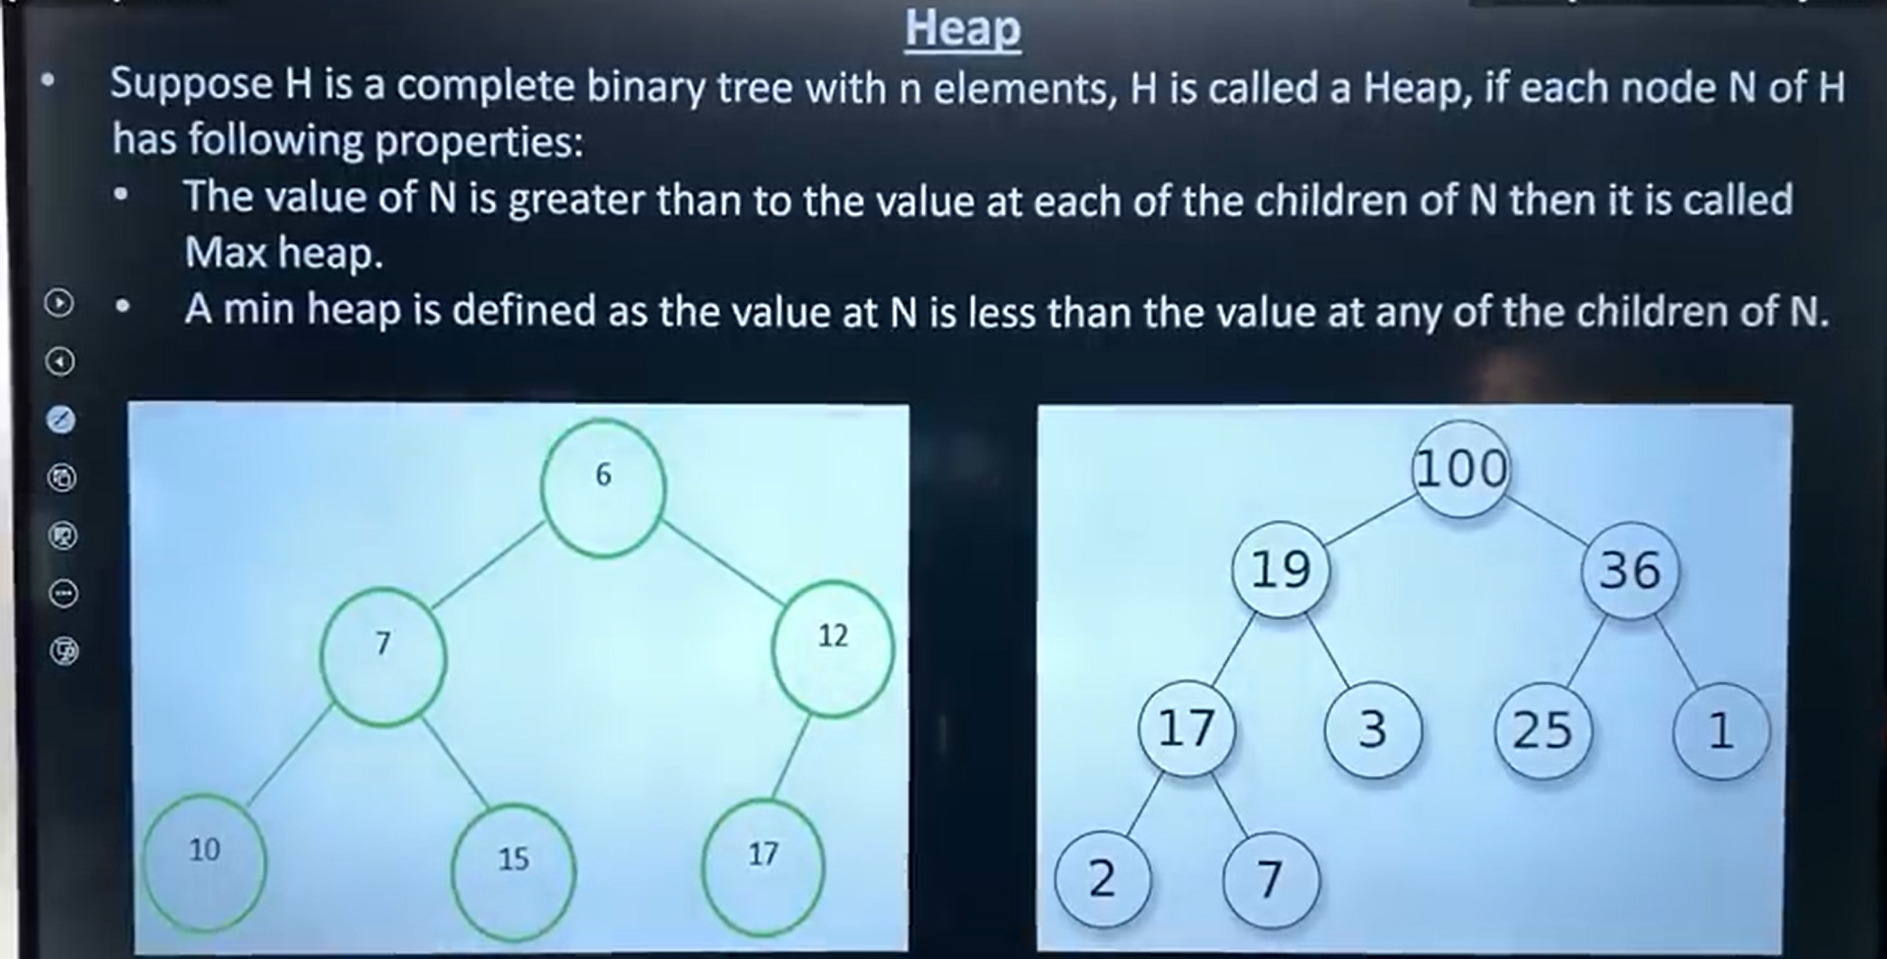 Heap
• Suppose H is a complete binary tree with n elements, H is called a Heap, if each node N of H
has following properties:
• The value of N is greater than to the value at each of the children of N then it is called
Max heap.
• A min heap is defined as the value at N is less than the value at any of the children of N.
6
7
12
10
15
17
100
19
36
17
3
25
1
2
7